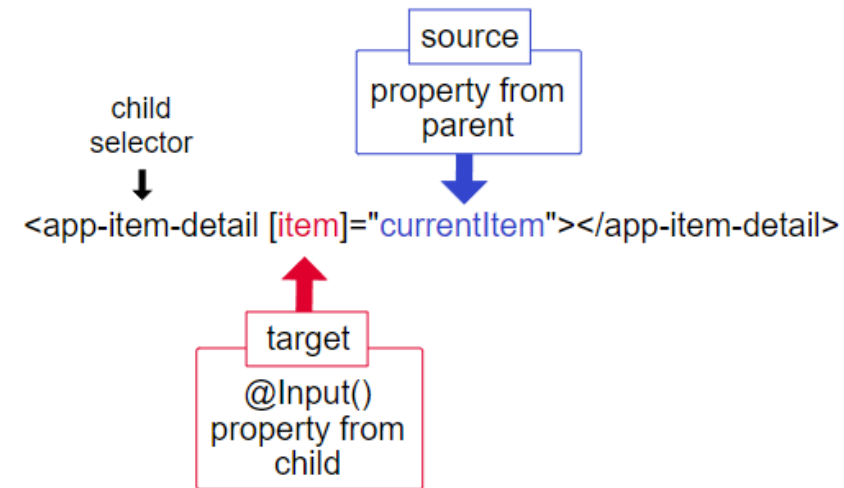 source
property from
parent
child
selector
<app-item-detail [item]="currentItem"></app-item-detail>
target
@Input()
property from
child